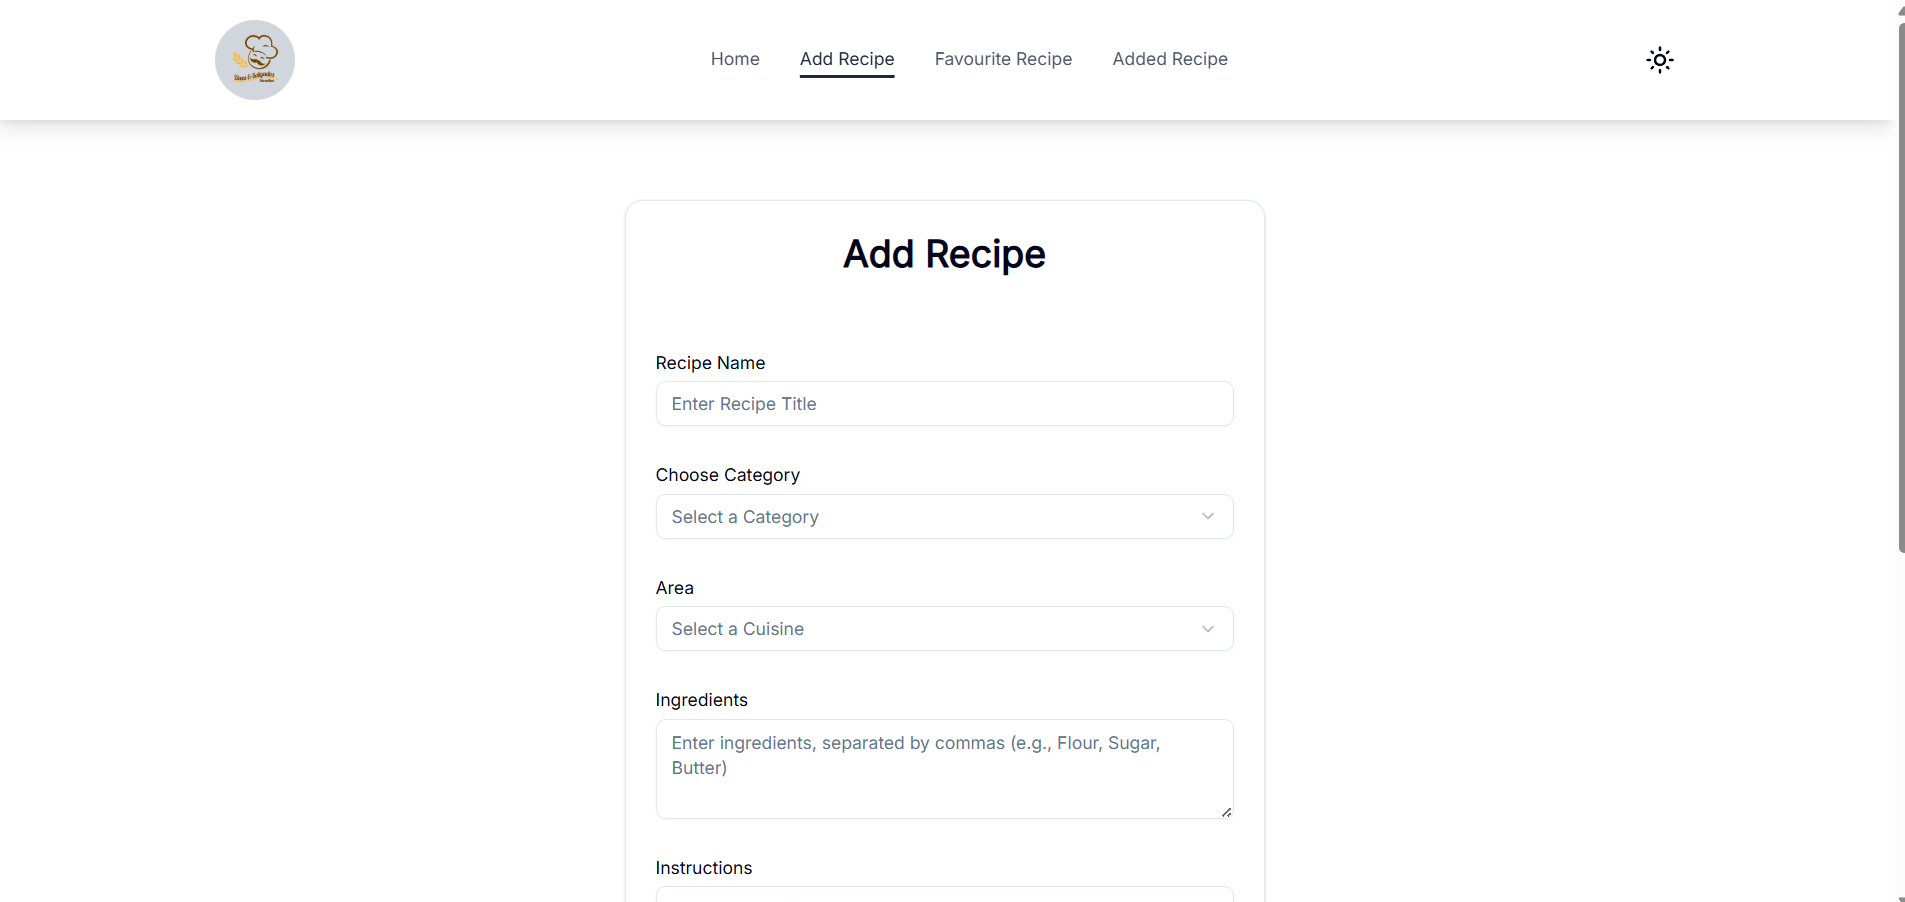 Home
Add Recipe
Favourite Recipe
Added Recipe
Add Recipe
Recipe Name
Enter Recipe Title
Choose Category
Select a Category
Area
Select a Cuisine
Ingredients
Enter ingredients, separated by commas (e.g., Flour, Sugar,
Butter)
Instructions